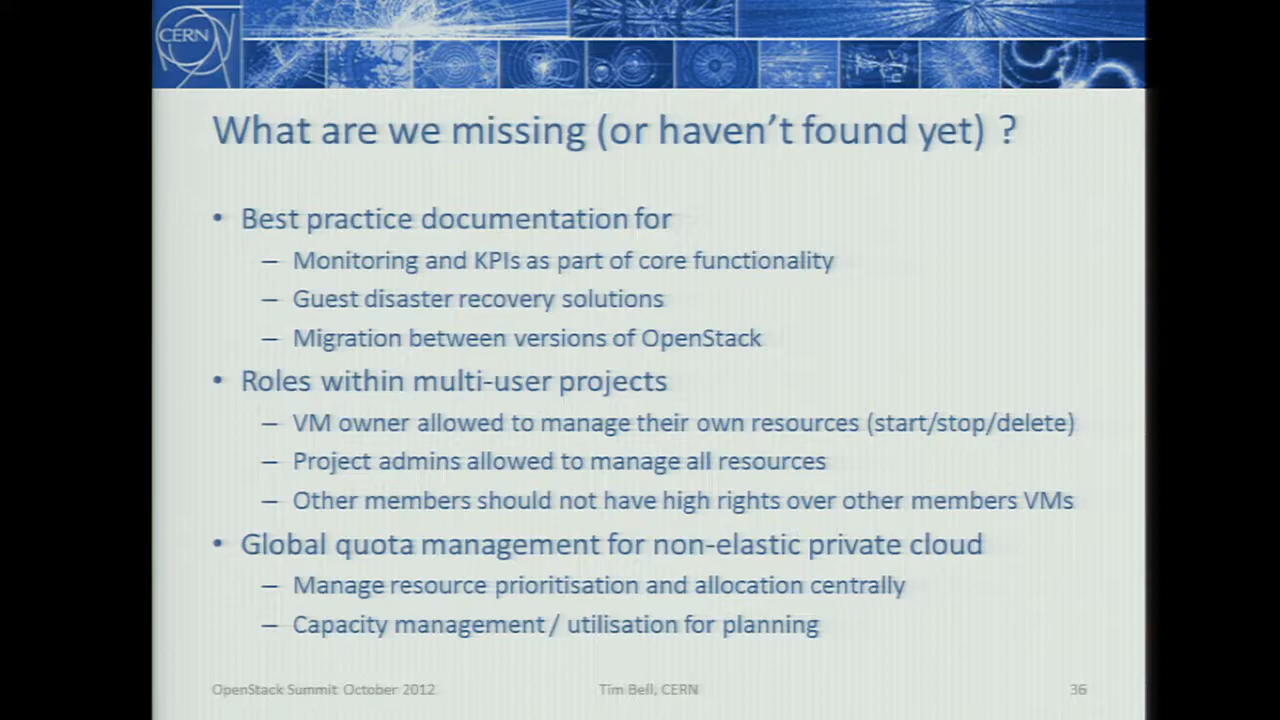 CERN
What are we missing (or haven't found yet) ?
• Best practice documentation for
– Monitoring and KPIs as part of core functionality
– Guest disaster recovery solutions
– Migration between versions of OpenStack
• Roles within multi-user projects
– VM owner allowed to manage their own resources (start/stop/delete)
– Project admins allowed to manage all resources
– Other members should not have high rights over other members VMs
• Global quota management for non-elastic private cloud
– Manage resource prioritisation and allocation centrally
– Capacity management / utilisation for planning
OpenStack Summit October 2012 Tim Bell, CERN 36